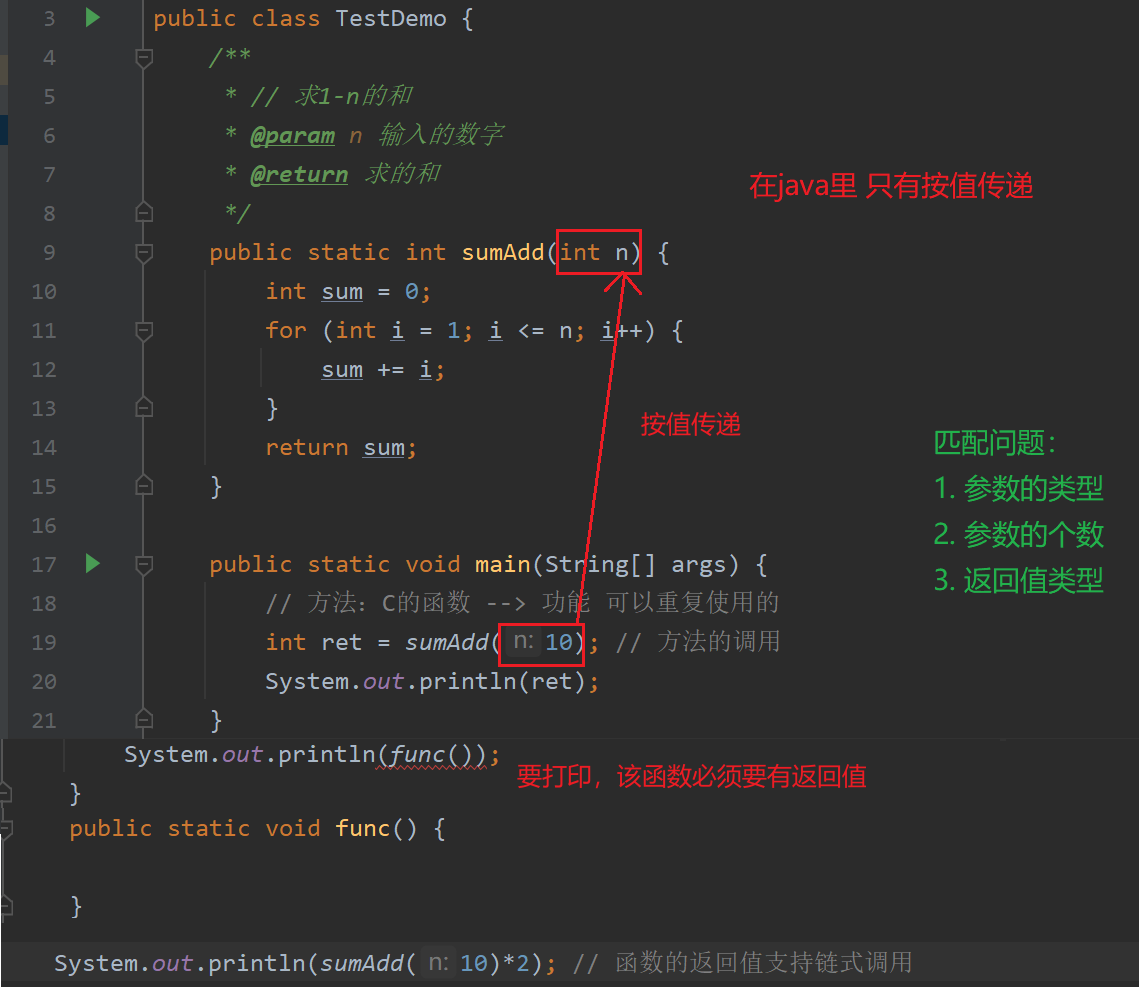 3 public class TestDemo {
4 /**
5 * // 求1-n的和
6 * @param n 输入的数字
7 * @return 求的和
在java里 只有按值传递
8 */
9 public static int sumAdd(int n) {
10 int sum = 0;
11 for (int i = 1; i <= n; i++) {
12 sum += i;
13 }
按值传递
14 return sum;
匹配问题：
15 }
1. 参数的类型
16
2. 参数的个数
17 public static void main(String[] args) {
3. 返回值类型
18 // 方法：C的函数 --> 功能 可以重复使用的
19 int ret = sumAdd( n: 10); // 方法的调用
20 System.out.println(ret);
21 }
System.out.println(func());
要打印，该函数必须要有返回值
}
public static void func() {
}
System.out.println(sumAdd( n: 10)*2); // 函数的返回值支持链式调用